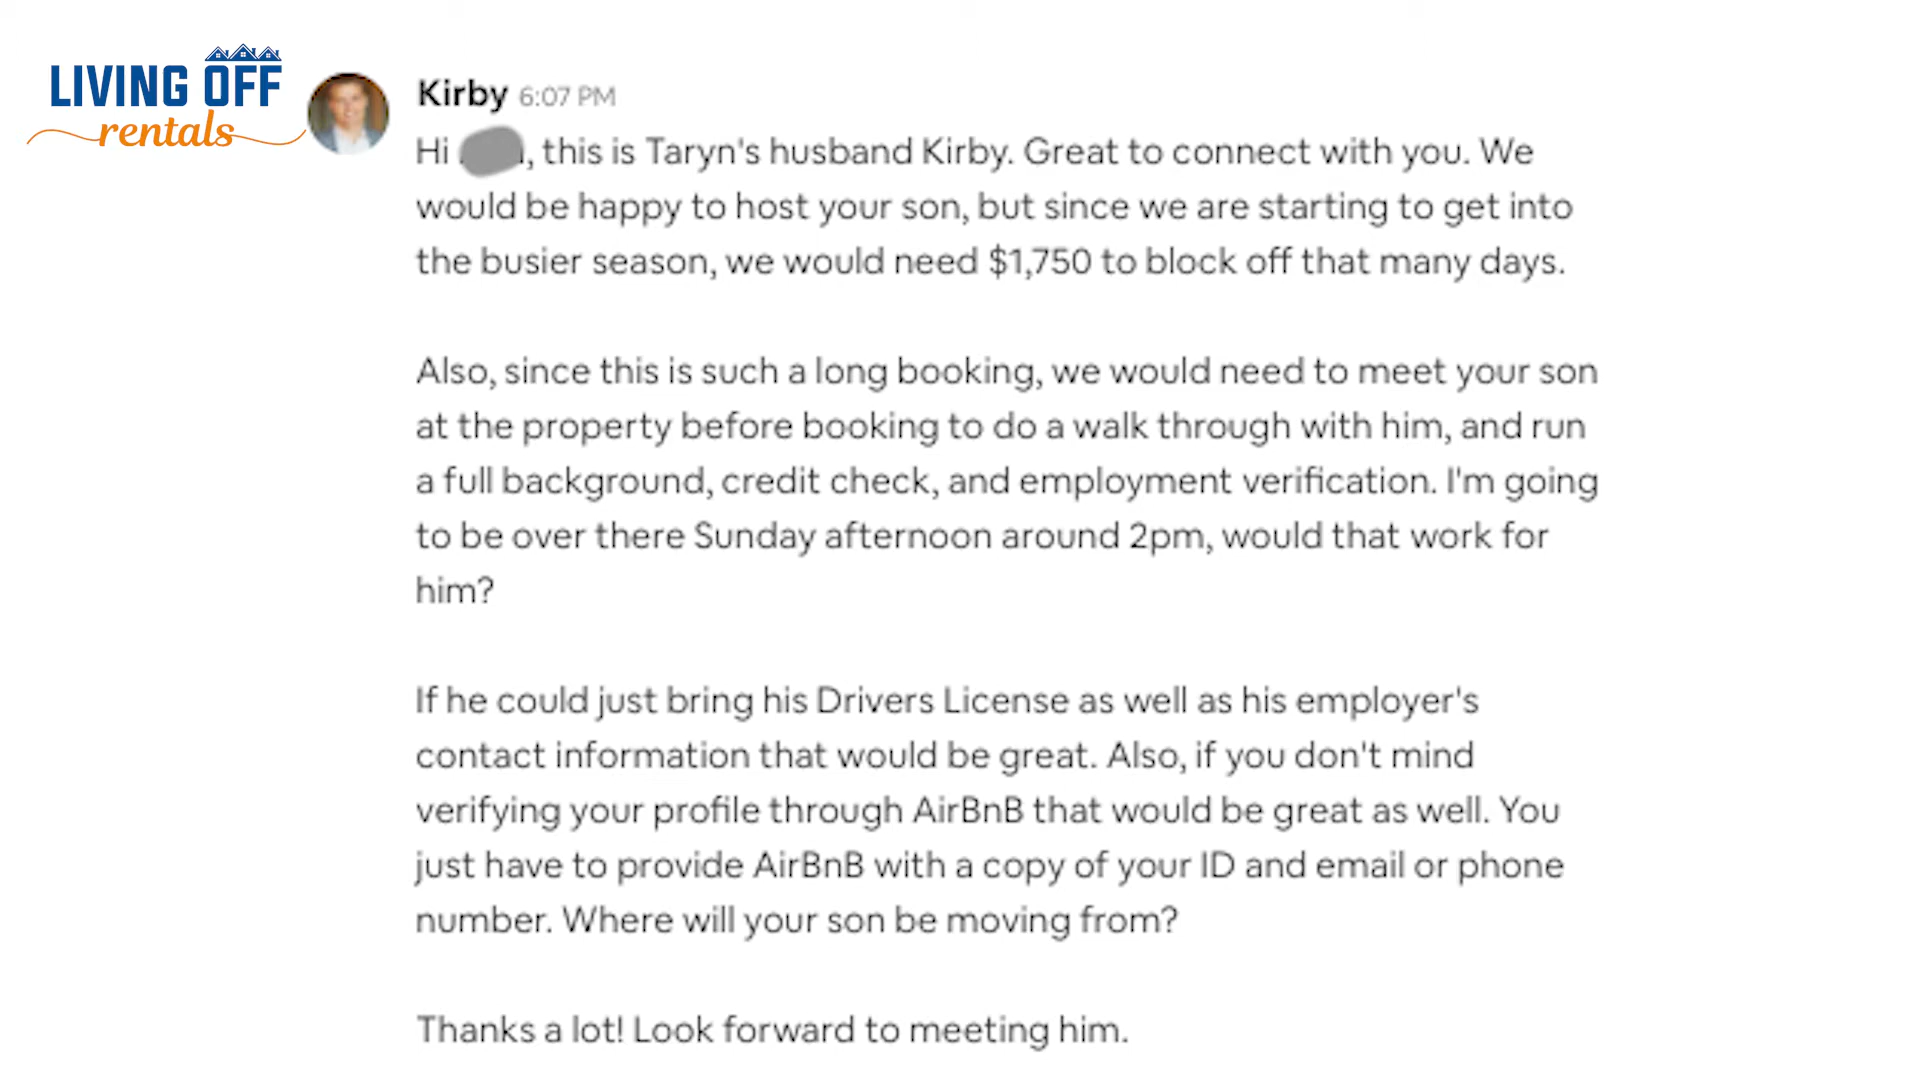 LIVING OFF
rentals
Kirby 6:07 PM
Hi , this is Taryn's husband Kirby. Great to connect with you. We
would be happy to host your son, but since we are starting to get into
the busier season, we would need $1,750 to block off that many days.
Also, since this is such a long booking, we would need to meet your son
at the property before booking to do a walk through with him, and run
a full background, credit check, and employment verification. I'm going
to be over there Sunday afternoon around 2pm, would that work for
him?
If he could just bring his Drivers License as well as his employer's
contact information that would be great. Also, if you don't mind
verifying your profile through AirBnB that would be great as well. You
just have to provide AirBnB with a copy of your ID and email or phone
number. Where will your son be moving from?
Thanks a lot! Look forward to meeting him.